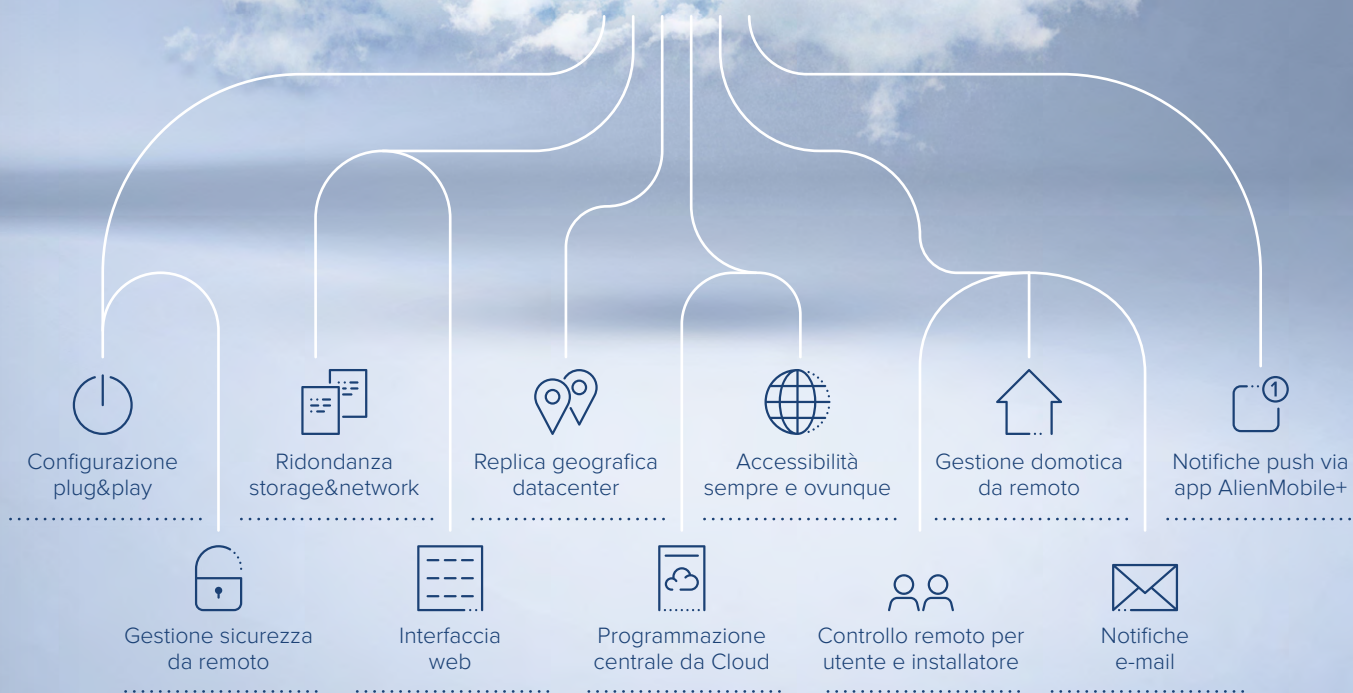 Configurazione
plug&play
Ridondanza
storage&network
Replica geografica
datacenter
Accessibilità
sempre e ovunque
Gestione domotica
da remoto
1
Notifiche push via
app AlienMobile+
Gestione sicurezza
da remoto
Interfaccia
web
Programmazione
centrale da Cloud
Controllo remoto per
utente e installatore
Notifiche
e-mail